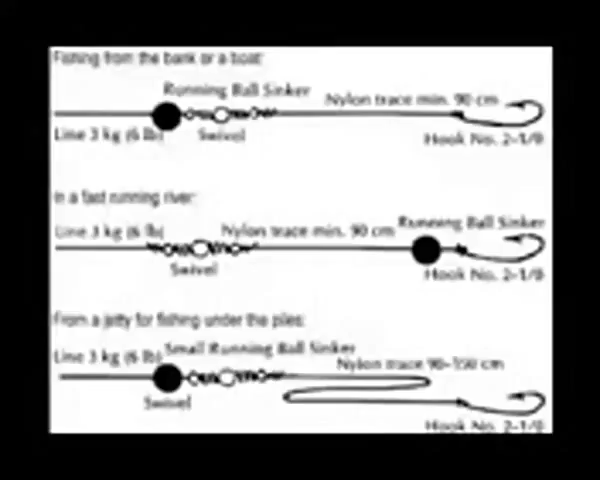 Fishing from the bank or a boat:
Running Ball Sinker
Nylon trace min. 90 cm
Line 3 kg (6 lb)
Swivel
Hook No. 2-1/0
In a fast running river:
Line 3 kg (6 lb)
Nylon trace min. 90 cm
Running Ball Sinker
Swivel
Hook No. 2-1/0
From a jetty for fishing under the piles:
Line 3 kg (6 lb)
Small Running Ball Sinker
Nylon trace 90-150 cm
Swivel
Hook No. 2-1/0